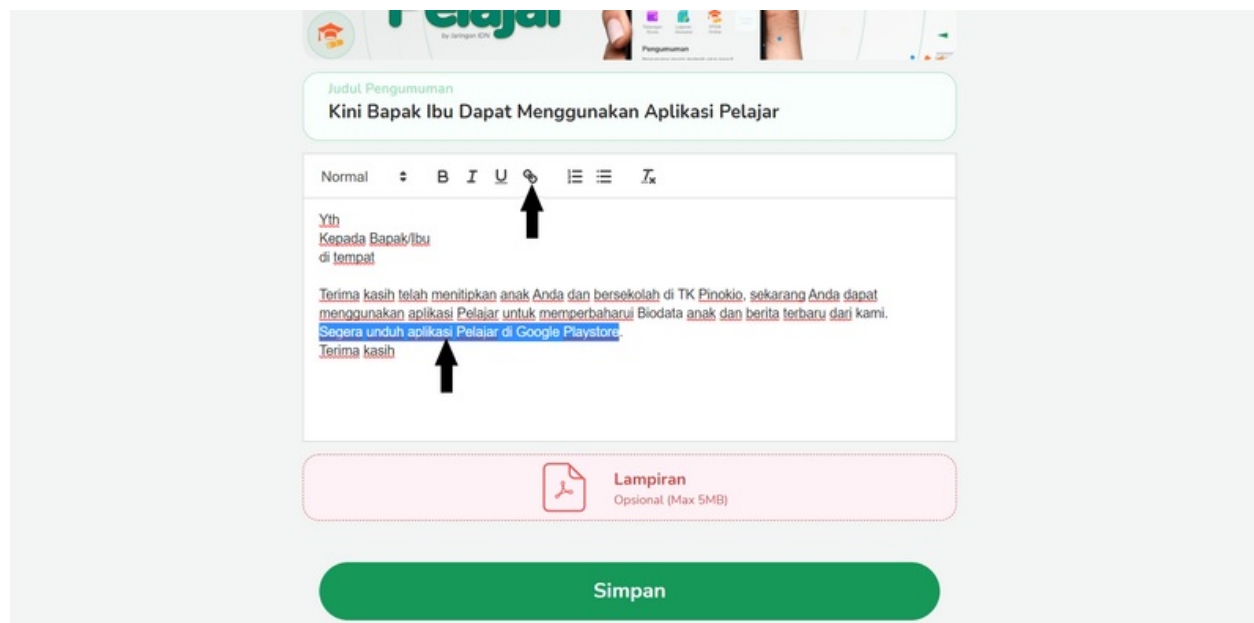 Pelajar
by Jaringan IDN
Pengumuman
Judul Pengumuman
Kini Bapak Ibu Dapat Menggunakan Aplikasi Pelajar
Normal B I U
Yth
Kepada Bapak/Ibu
di tempat
Terima kasih telah menitipkan anak Anda dan bersekolah di TK Pinokio, sekarang Anda dapat
menggunakan aplikasi Pelajar untuk memperbaharui Biodata anak dan berita terbaru dari kami.
Segera unduh aplikasi Pelajar di Google Playstore.
Terima kasih
Lampiran
Opsional (Max 5MB)
Simpan